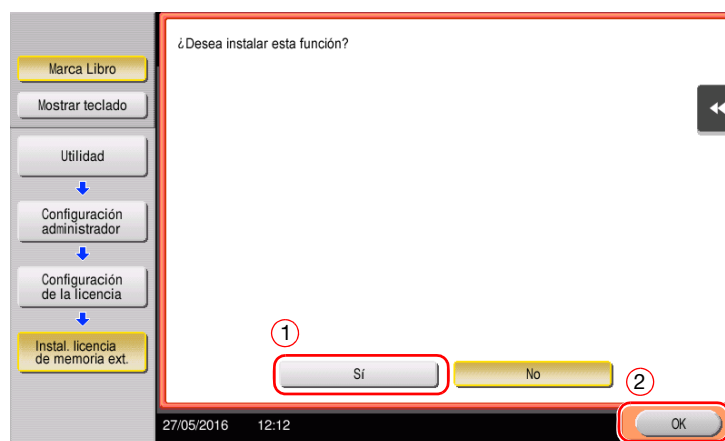 ¿Desea instalar esta función?
Marca Libro
Mostrar teclado
Utilidad
Configuración
administrador
Configuración
de la licencia
Instal. licencia
de memoria ext.
1
Sí
No
2
27/05/2016 12:12
OK